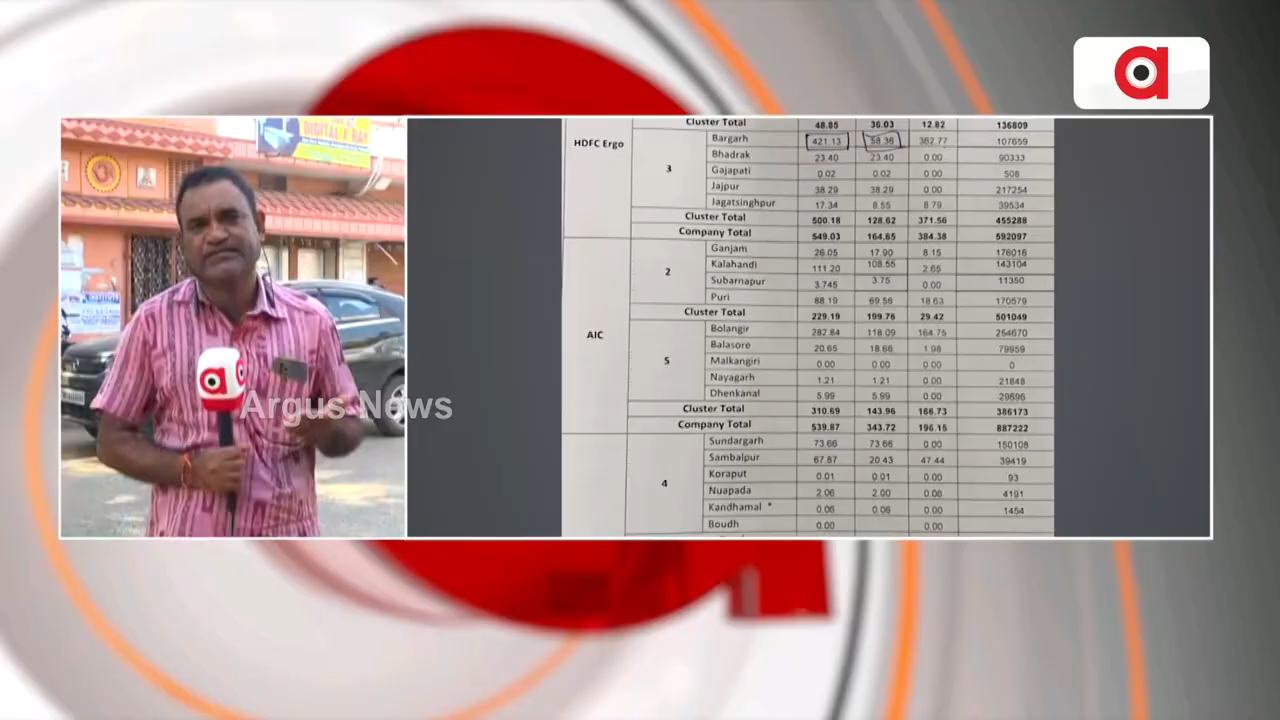 DIGITAL X RAY
Argus News
Cluster Total 48.85 36.03 12.82 136809
HDFC Ergo
3
Bargarh 421.13 58.36 362.77 107659
Bhadrak 23.40 23.40 0.00 90333
Gajapati 0.02 0.02 0.00 508
Jajpur 38.29 38.29 0.00 217254
Jagatsinghpur 17.34 8.55 8.79 39534
Cluster Total 500.18 128.62 371.56 455288
Company Total 549.03 164.65 384.38 592097
AIC
2
Ganjam 26.05 17.90 8.15 176016
Kalahandi 111.20 108.55 2.65 143104
Subarnapur 3.745 3.75 0.00 11350
Puri 88.19 69.56 18.63 170579
Cluster Total 229.19 199.76 29.42 501049
5
Bolangir 282.84 118.09 164.75 254670
Balasore 20.65 18.66 1.98 79959
Malkangiri 0.00 0.00 0.00 0
Nayagarh 1.21 1.21 0.00 21848
Dhenkanal 5.99 5.99 0.00 29696
Cluster Total 310.69 143.96 166.73 386173
Company Total 539.87 343.72 196.15 887222
4
Sundargarh 73.66 73.66 0.00 150108
Sambalpur 67.87 20.43 47.44 39419
Koraput 0.01 0.01 0.00 93
Nuapada 2.06 2.00 0.06 4191
Kandhamal * 0.06 0.06 0.00 1454
Boudh 0.00 0.00